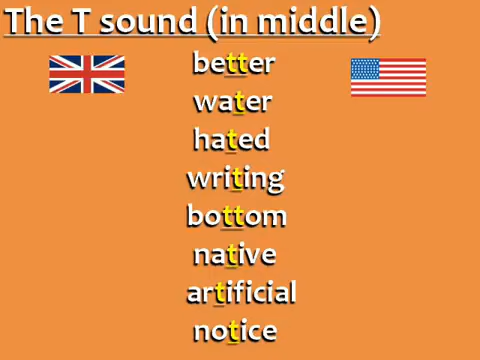 The T sound (in middle)
better
water
hated
writing
bottom
native
artificial
notice